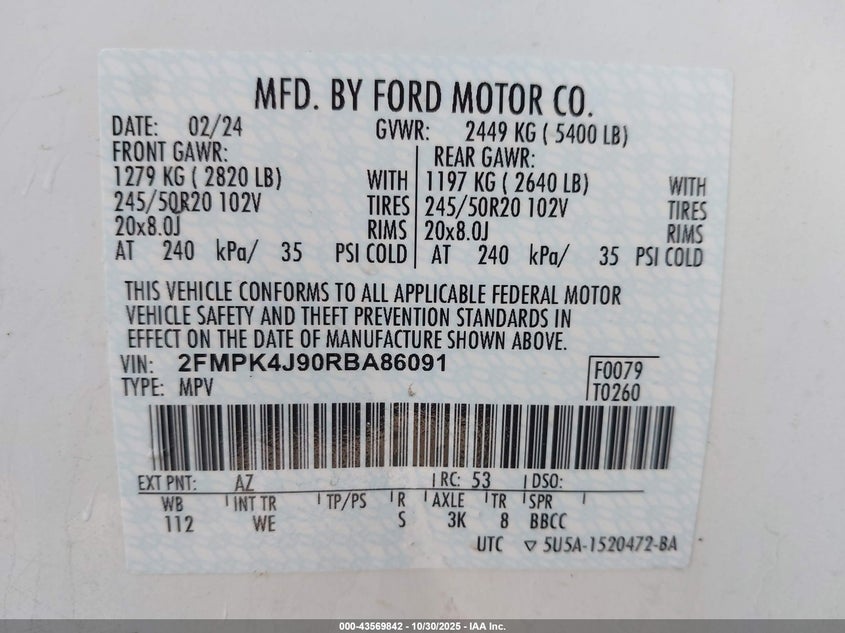 MFD. BY FORD MOTOR CO.
DATE: 02/24 GVWR: 2449 KG ( 5400 LB)
FRONT GAWR: REAR GAWR:
1279 KG ( 2820 LB) WITH 1197 KG ( 2640 LB) WITH
245/50R20 102V TIRES 245/50R20 102V TIRES
20x8.0J RIMS 20x8.0J RIMS
AT 240 kPa/ 35 PSI COLD AT 240 kPa/ 35 PSI COLD
THIS VEHICLE CONFORMS TO ALL APPLICABLE FEDERAL MOTOR
VEHICLE SAFETY AND THEFT PREVENTION STANDARDS IN
EFFECT ON THE DATE OF MANUFACTURE SHOWN ABOVE.
VIN: 2FMPK4J90RBA86091 F0079
TYPE: MPV T0260
EXT PNT: AZ RC: 53 DSO:
WB INT TR TP/PS R AXLE TR SPR
112 WE S 3K 8 BBCC
UTC ▽ 5U5A-1520472-BA
000-43569842 - 10/30/2025 - IAA Inc.